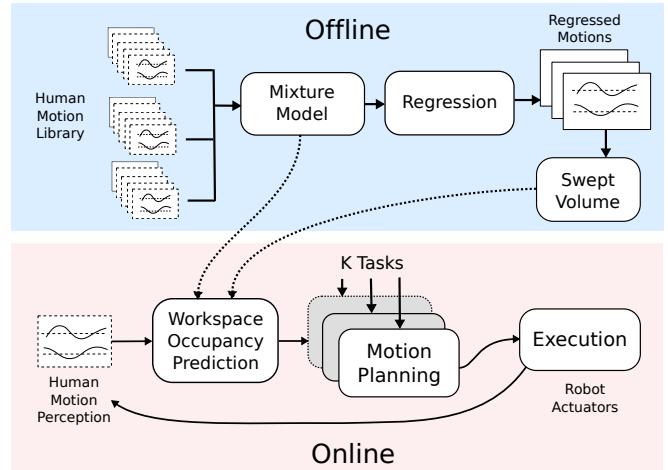 Offline
Human
Motion
Library
Mixture
Model
Regression
Regressed
Motions
Swept
Volume
K Tasks
Workspace
Occupancy
Prediction
Motion
Planning
Execution
Human
Motion
Perception
Robot
Actuators
Online